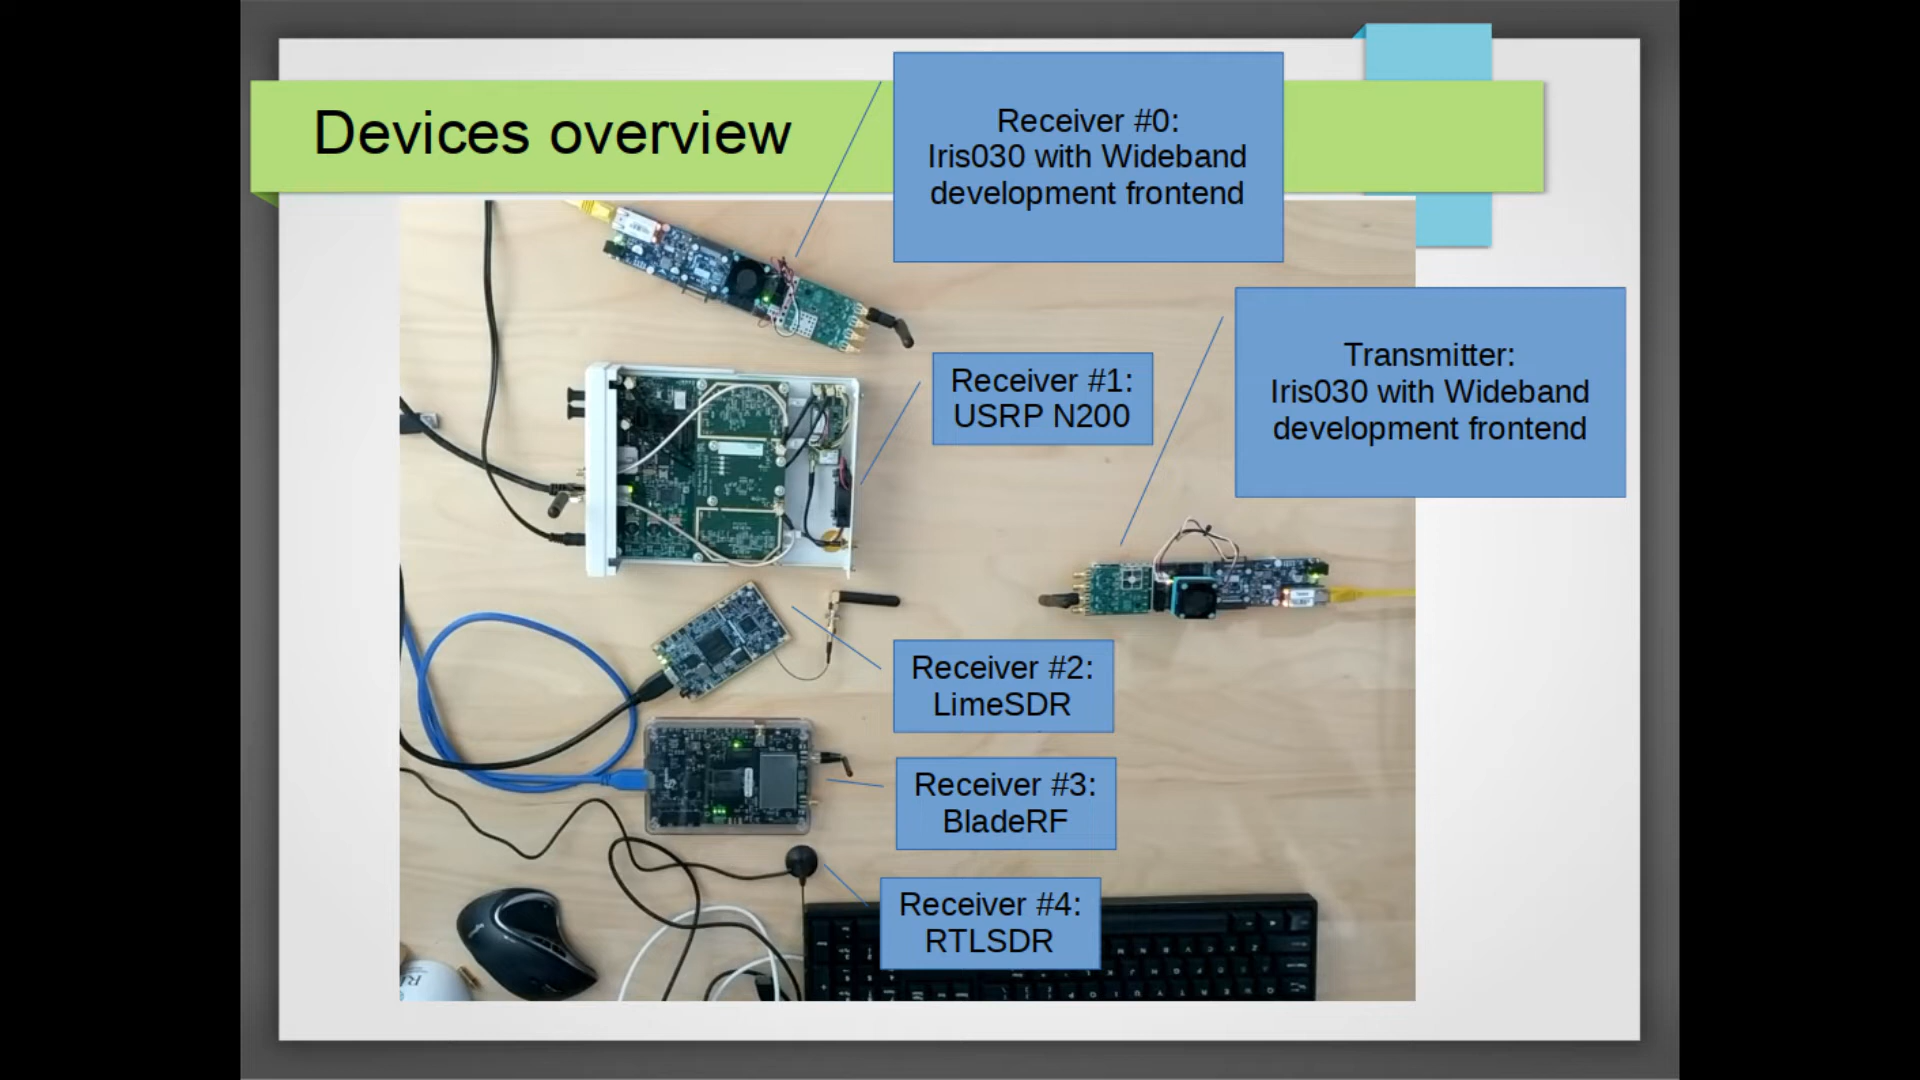 Devices overview
Receiver #0:
Iris030 with Wideband
development frontend
Receiver #1:
USRP N200
Transmitter:
Iris030 with Wideband
development frontend
Receiver #2:
LimeSDR
Receiver #3:
BladeRF
Receiver #4:
RTLSDR